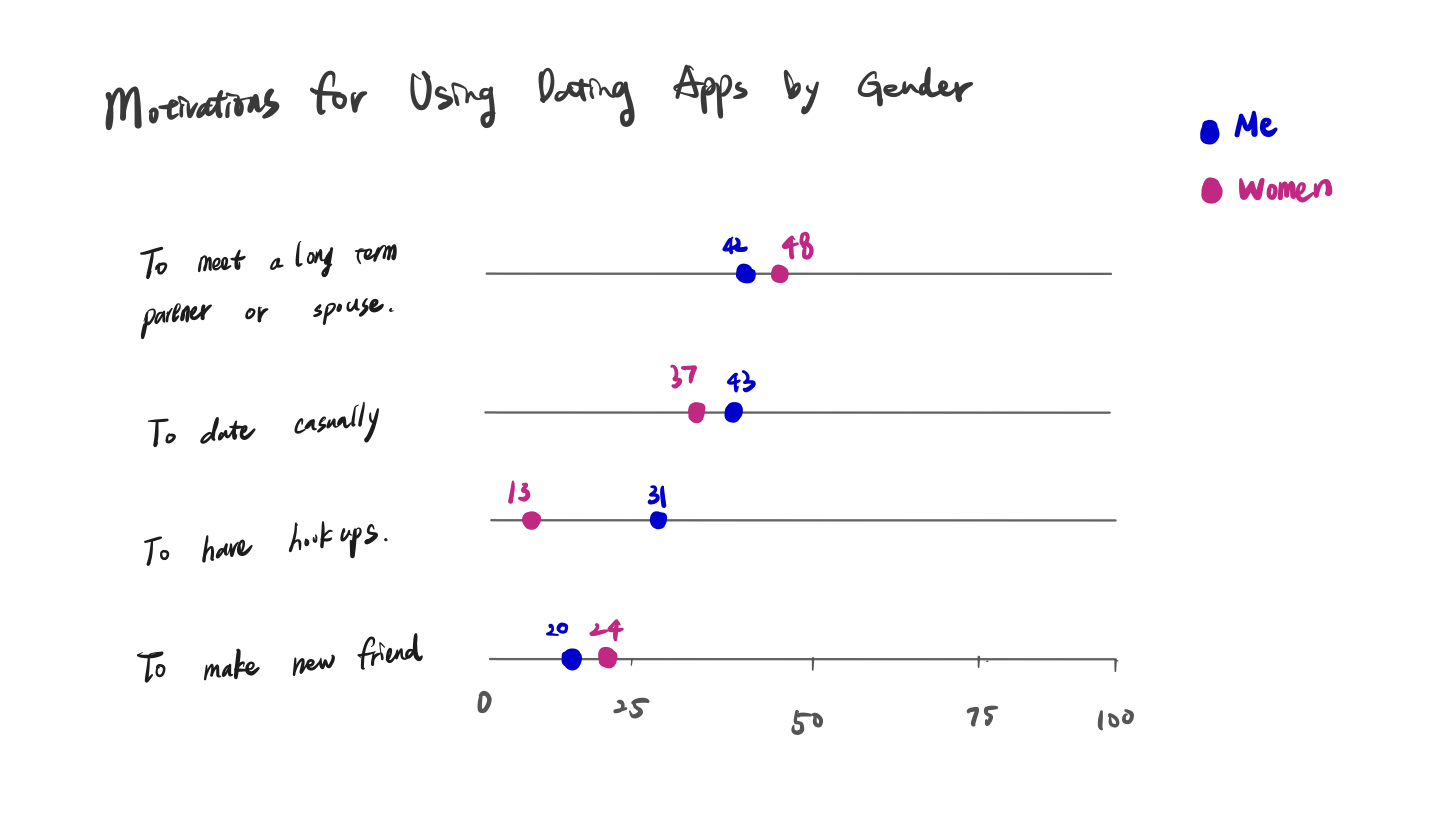 Motivations for Using Dating Apps by Gender
Me
Women
To meet a long term
partner or spouse.
42
48
To date casually
37
43
To have hookups.
13
31
To make new friend
20
24
0
25
50
75
100